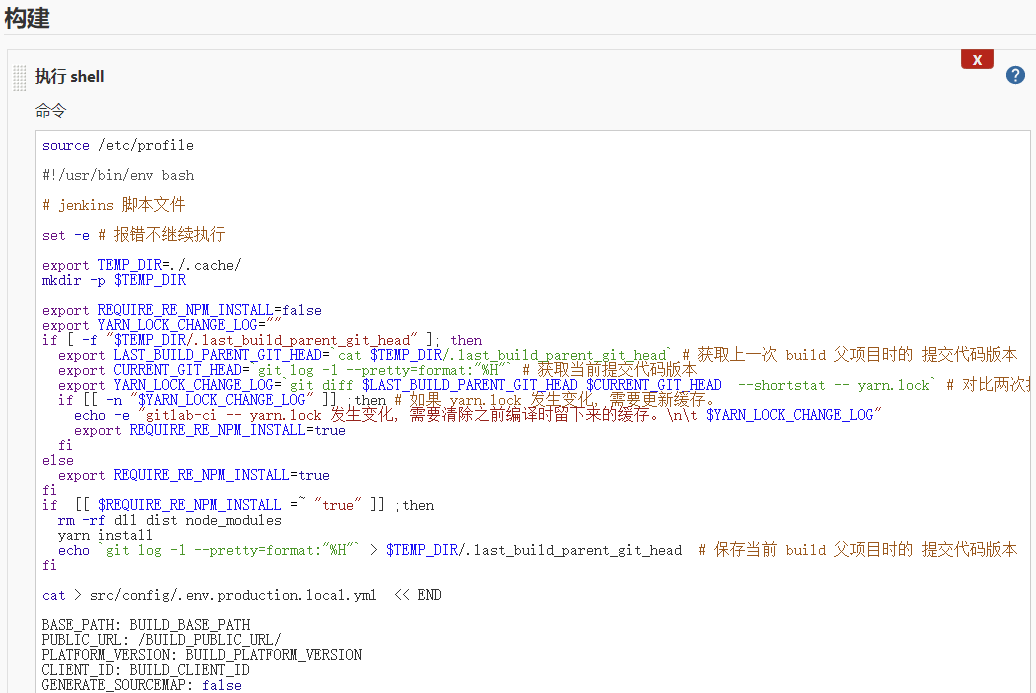 构建
X
执行 shell
?
命令
source /etc/profile
#!/usr/bin/env bash
# jenkins 脚本文件
set -e # 报错不继续执行
export TEMP_DIR=./.cache/
mkdir -p $TEMP_DIR
export REQUIRE_RE_NPM_INSTALL=false
export YARN_LOCK_CHANGE_LOG=""
if [ -f "$TEMP_DIR/.last_build_parent_git_head" ]; then
  export LAST_BUILD_PARENT_GIT_HEAD=`cat $TEMP_DIR/.last_build_parent_git_head` # 获取上一次 build 父项目时的 提交代码版本
  export CURRENT_GIT_HEAD=`git log -1 --pretty=format:"%H"` # 获取当前提交代码版本
  export YARN_LOCK_CHANGE_LOG=`git diff $LAST_BUILD_PARENT_GIT_HEAD $CURRENT_GIT_HEAD  --shortstat -- yarn.lock` # 对比两次
  if [[ -n "$YARN_LOCK_CHANGE_LOG" ]] ;then # 如果 yarn.lock 发生变化, 需要更新缓存。
    echo -e "gitlab-ci -- yarn.lock 发生变化, 需要清除之前编译时留下来的缓存。\n\t $YARN_LOCK_CHANGE_LOG"
    export REQUIRE_RE_NPM_INSTALL=true
  fi
else
  export REQUIRE_RE_NPM_INSTALL=true
fi
if  [[ $REQUIRE_RE_NPM_INSTALL =~ "true" ]] ;then
  rm -rf dll dist node_modules
  yarn install
  echo `git log -1 --pretty=format:"%H"` > $TEMP_DIR/.last_build_parent_git_head  # 保存当前 build 父项目时的 提交代码版本
fi
cat > src/config/.env.production.local.yml  << END
BASE_PATH: BUILD_BASE_PATH
PUBLIC_URL: /BUILD_PUBLIC_URL/
PLATFORM_VERSION: BUILD_PLATFORM_VERSION
CLIENT_ID: BUILD_CLIENT_ID
GENERATE_SOURCEMAP: false